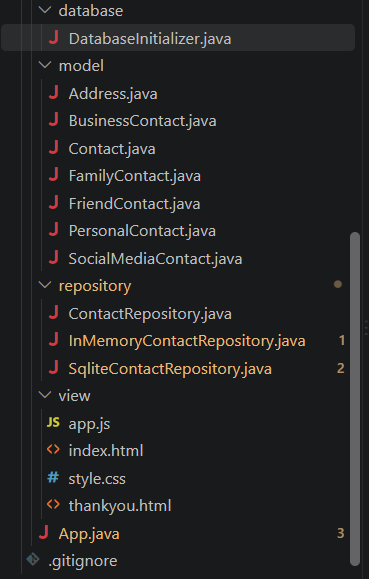 database
DatabaseInitializer.java
model
Address.java
BusinessContact.java
Contact.java
FamilyContact.java
FriendContact.java
PersonalContact.java
SocialMediaContact.java
repository
ContactRepository.java
InMemoryContactRepository.java 1
SqliteContactRepository.java 2
view
JS app.js
<> index.html
# style.css
<> thankyou.html
App.java 3
.gitignore